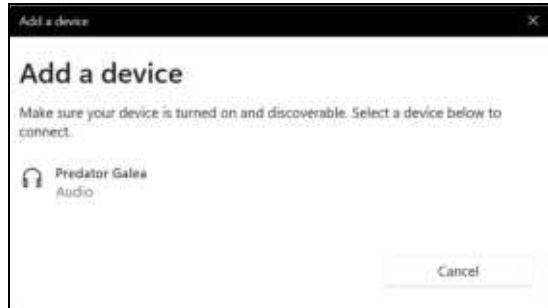 Add a device
Add a device
Make sure your device is turned on and discoverable. Select a device below to
connect.
Predator Galea
Audio
Cancel